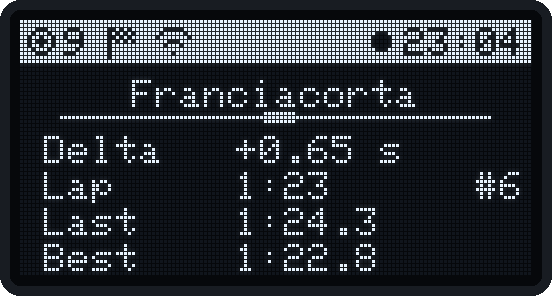 09 23:04
Franciacorta
Delta +0.65 s
Lap 1:23 #6
Last 1:24.3
Best 1:22.8